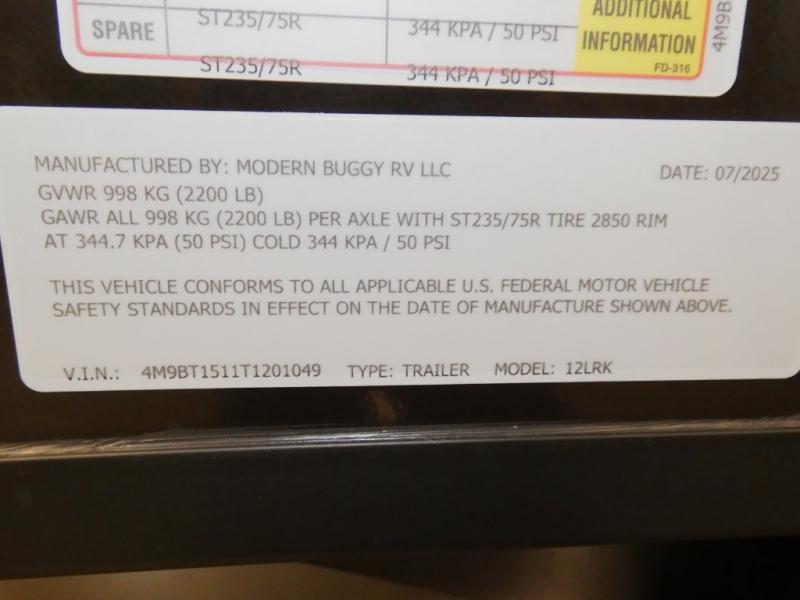 SPARE ST235/75R 344 KPA / 50 PSI
ST235/75R 344 KPA / 50 PSI
ADDITIONAL
INFORMATION
FD-316
4M9B
MANUFACTURED BY: MODERN BUGGY RV LLC DATE: 07/2025
GVWR 998 KG (2200 LB)
GAWR ALL 998 KG (2200 LB) PER AXLE WITH ST235/75R TIRE 2850 RIM
AT 344.7 KPA (50 PSI) COLD 344 KPA / 50 PSI
THIS VEHICLE CONFORMS TO ALL APPLICABLE U.S. FEDERAL MOTOR VEHICLE
SAFETY STANDARDS IN EFFECT ON THE DATE OF MANUFACTURE SHOWN ABOVE.
V.I.N.: 4M9BT1511T1201049 TYPE: TRAILER MODEL: 12LRK